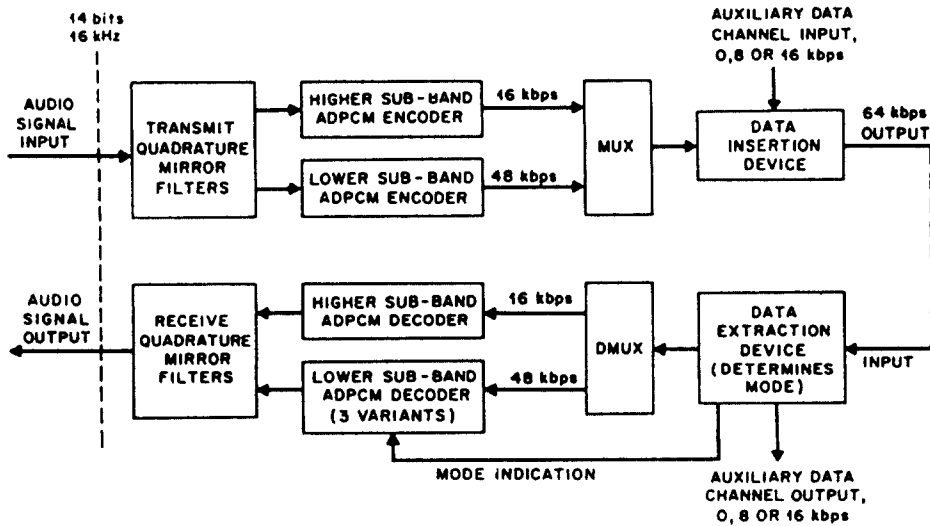 14 bits
16 kHz
AUXILIARY DATA
CHANNEL INPUT,
0,8 OR 16 kbps
AUDIO
SIGNAL
INPUT
TRANSMIT
QUADRATURE
MIRROR
FILTERS
HIGHER SUB-BAND
ADPCM ENCODER
16 kbps
LOWER SUB-BAND
ADPCM ENCODER
48 kbps
MUX
DATA
INSERTION
DEVICE
64 kbps
OUTPUT
AUDIO
SIGNAL
OUTPUT
RECEIVE
QUADRATURE
MIRROR
FILTERS
HIGHER SUB-BAND
ADPCM DECODER
16 kbps
LOWER SUB-BAND
ADPCM DECODER
(3 VARIANTS)
48 kbps
DMUX
DATA
EXTRACTION
DEVICE
(DETERMINES
MODE)
INPUT
MODE INDICATION
AUXILIARY DATA
CHANNEL OUTPUT,
0, 8 OR 16 kbps